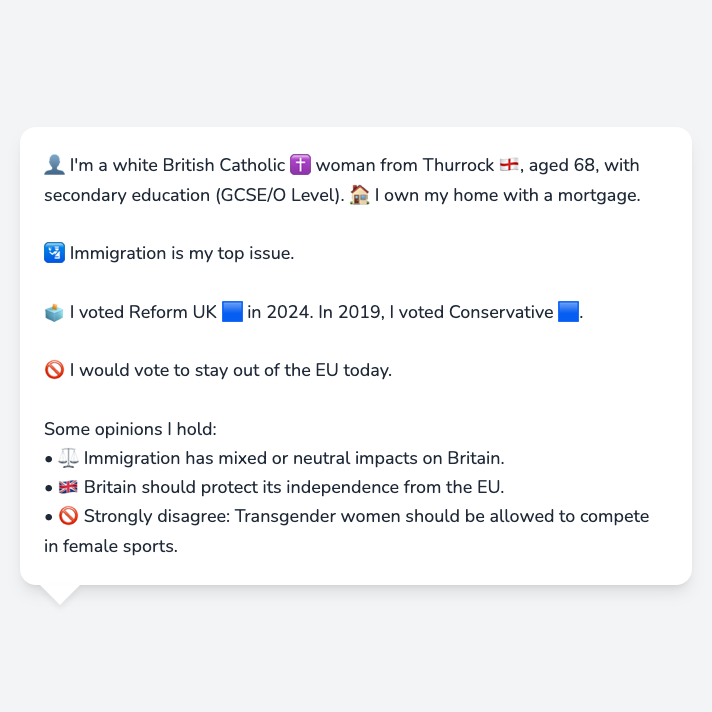 👤 I'm a white British Catholic ✝️ woman from Thurrock 🏴󠁧󠁢󠁥󠁮󠁧󠁿, aged 68, with
secondary education (GCSE/O Level). 🏠 I own my home with a mortgage.
🛂 Immigration is my top issue.
🗳️ I voted Reform UK 🟦 in 2024. In 2019, I voted Conservative 🟦.
🚫 I would vote to stay out of the EU today.
Some opinions I hold:
• ⚖️ Immigration has mixed or neutral impacts on Britain.
• 🇬🇧 Britain should protect its independence from the EU.
• 🚫 Strongly disagree: Transgender women should be allowed to compete
in female sports.